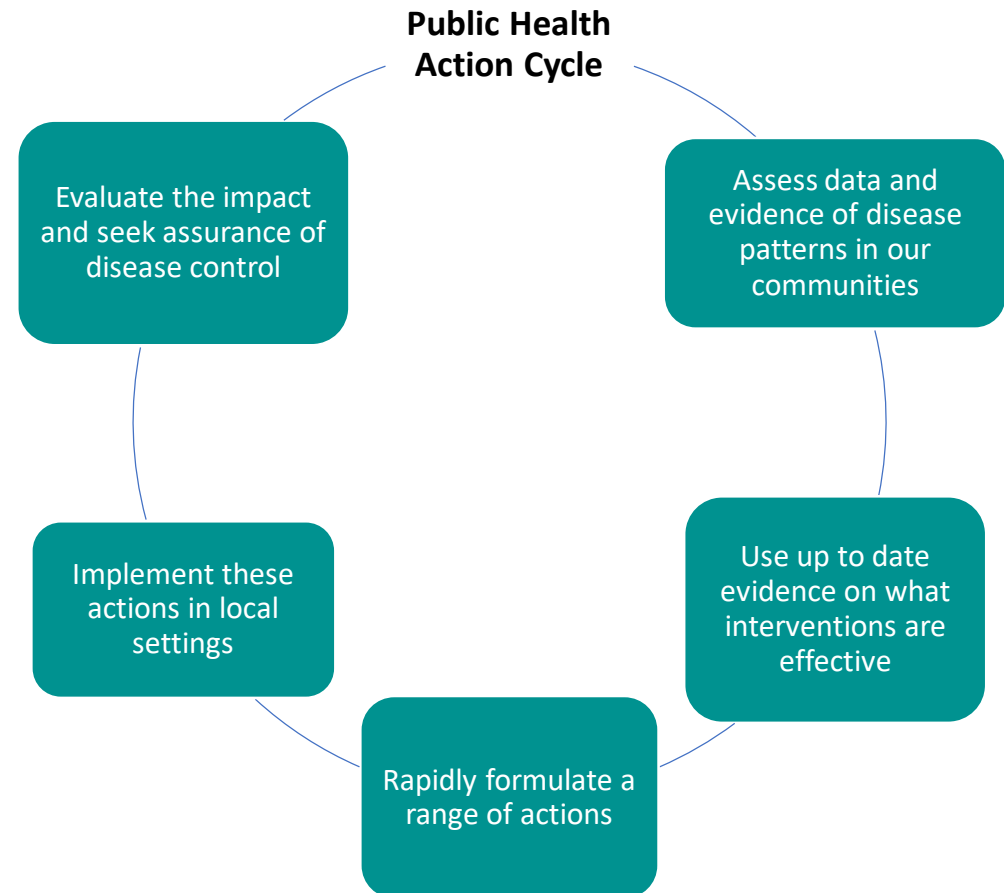 Public Health
Action Cycle
Assess data and
evidence of disease
patterns in our
communities
Use up to date
evidence on what
interventions are
effective
Rapidly formulate a
range of actions
Implement these
actions in local
settings
Evaluate the impact
and seek assurance of
disease control